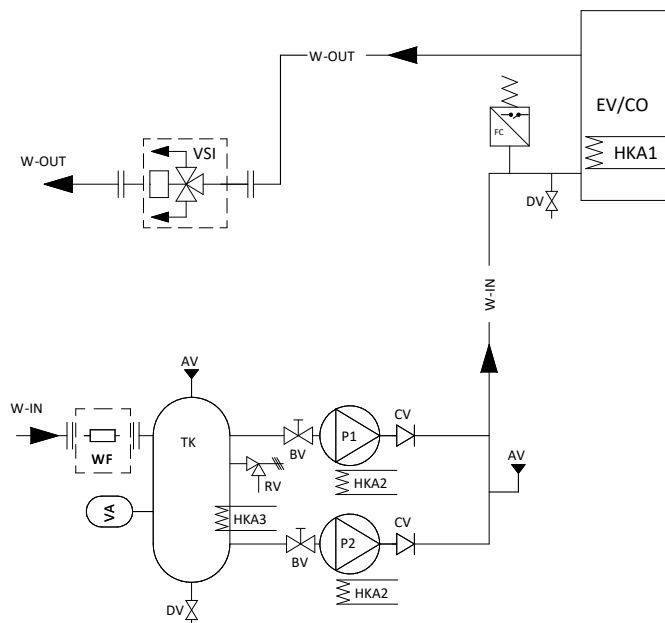 W-OUT
EV/CO
FC
HKA1
VSI
W-OUT
DV
W-IN
AV
W-IN
WF
TK
BV
P1
CV
HKA2
AV
RV
VA
HKA3
BV
P2
CV
HKA2
DV